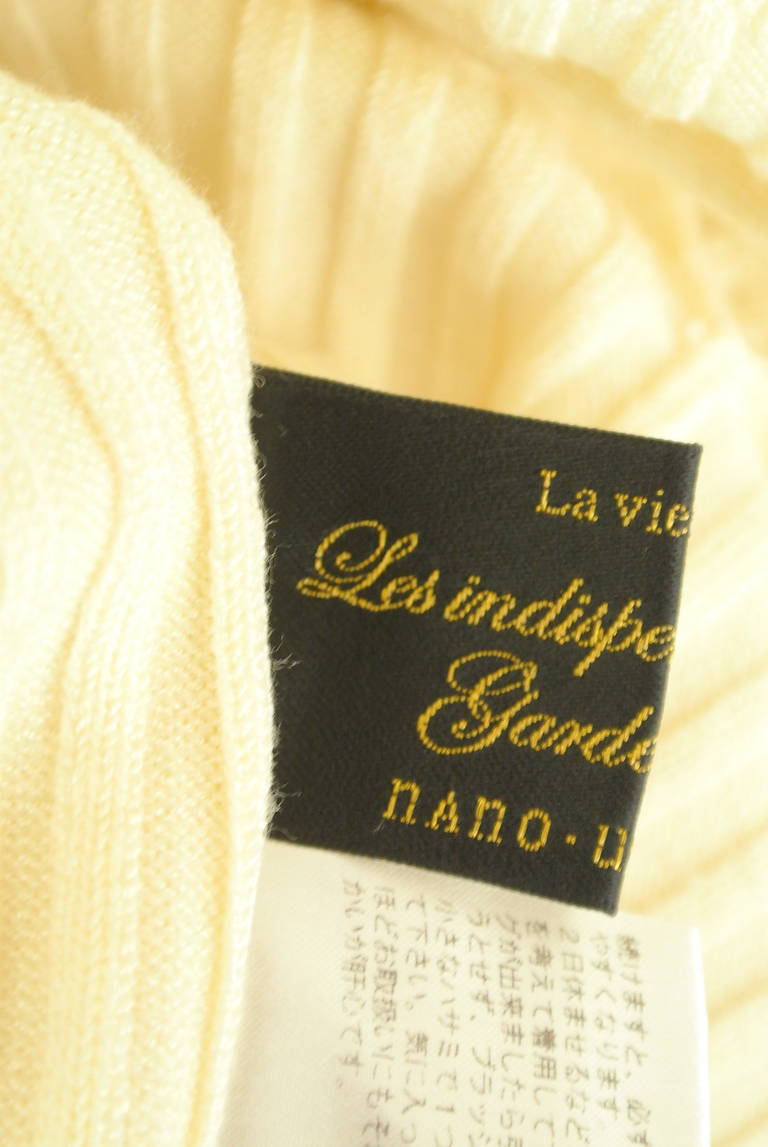 La vie
Les indispe
Garde
nano·u
続けますと、必ず
やすくなります。
2日休ませるなど
を考えて着用して
グが出来ましたら
うとせず、ブラッシ
小さなハサミで1つ
て下さい。気に入っ
ほどお取扱いにも
かいが肝心です。